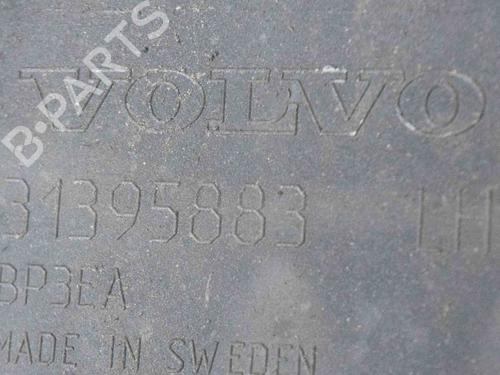 B-PARTS
VOLVO
31395883 LH
BP3EA
MADE IN SWEDEN